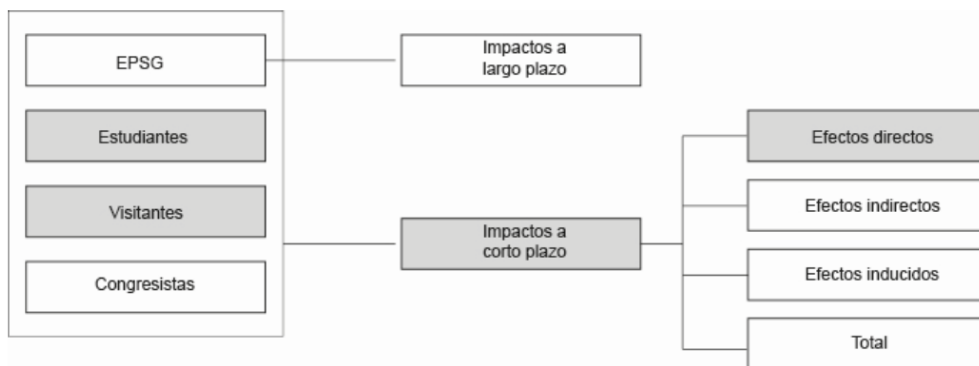 EPSG
Estudiantes
Visitantes
Congresistas
Impactos a
largo plazo
Impactos a
corto plazo
Efectos directos
Efectos indirectos
Efectos inducidos
Total